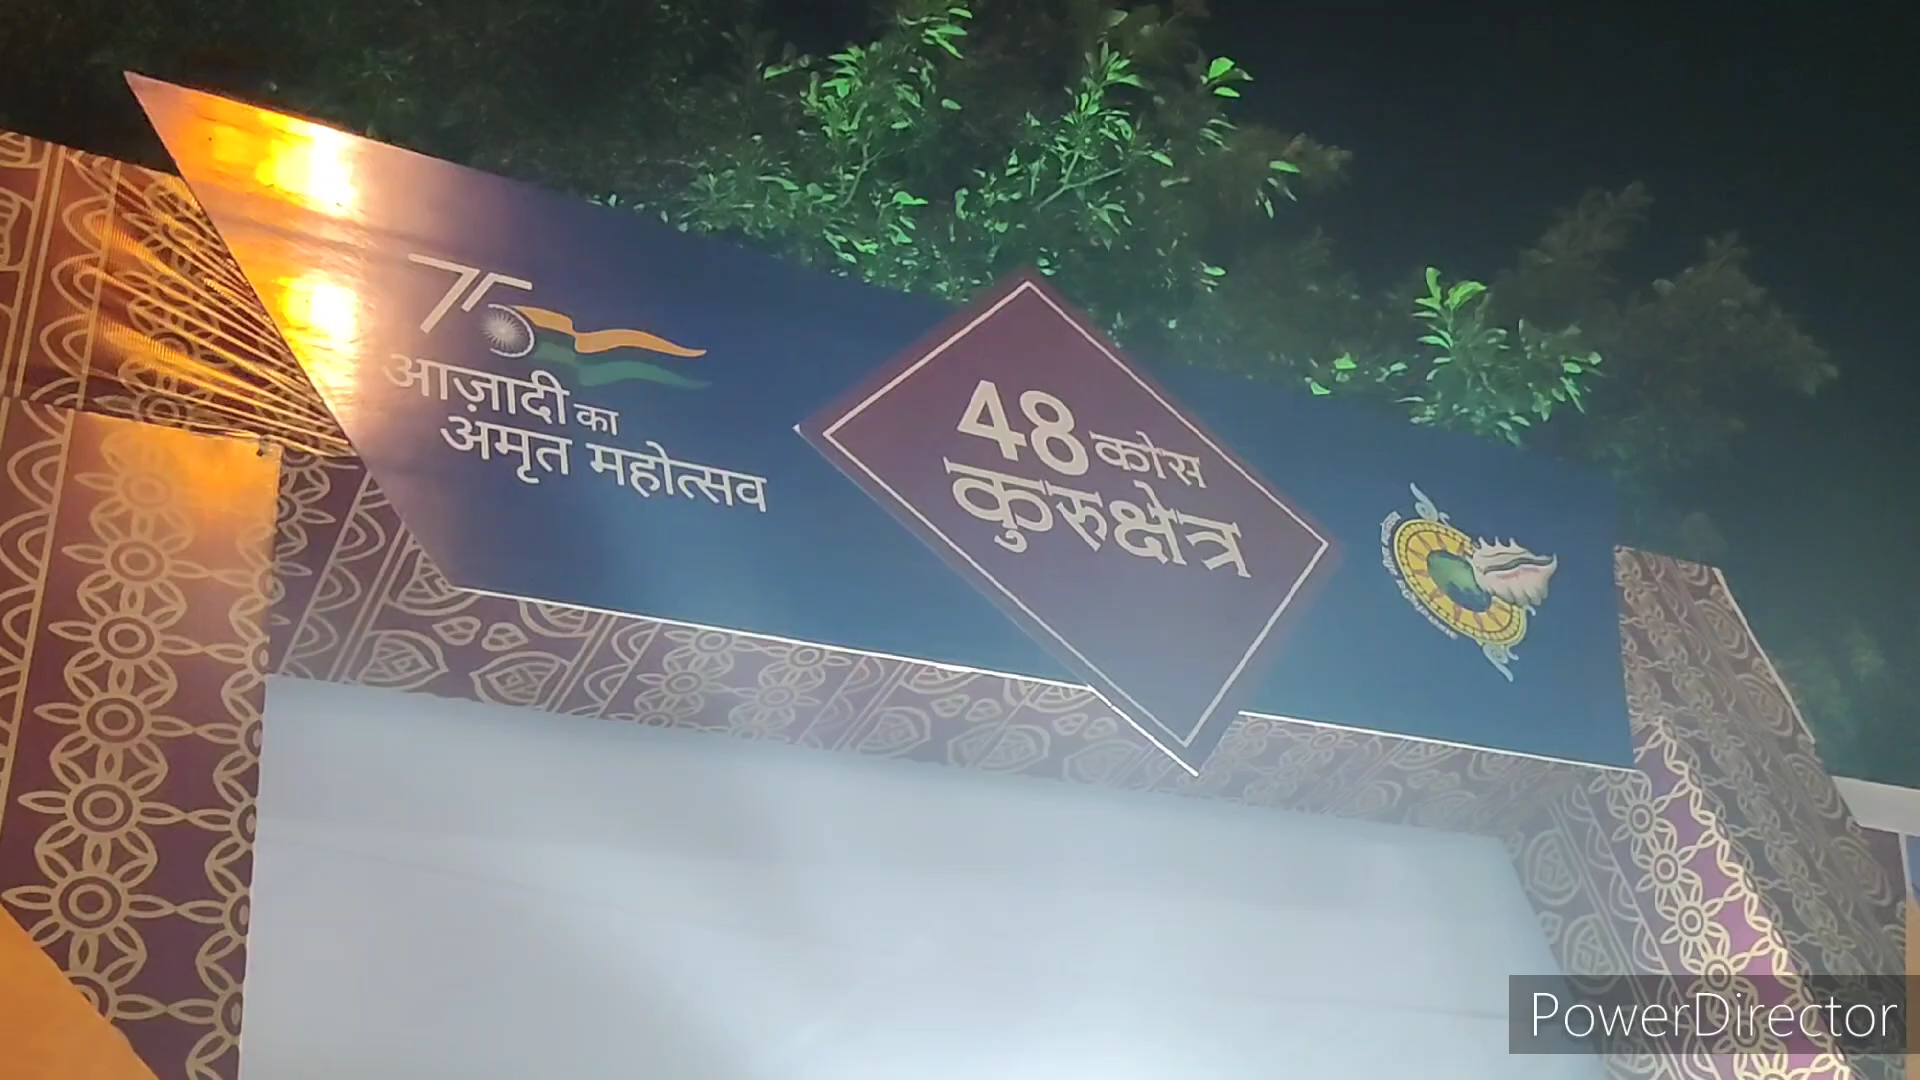 75
आज़ादी का
अमृत महोत्सव
48 कोस
कुरुक्षेत्र
PowerDirector